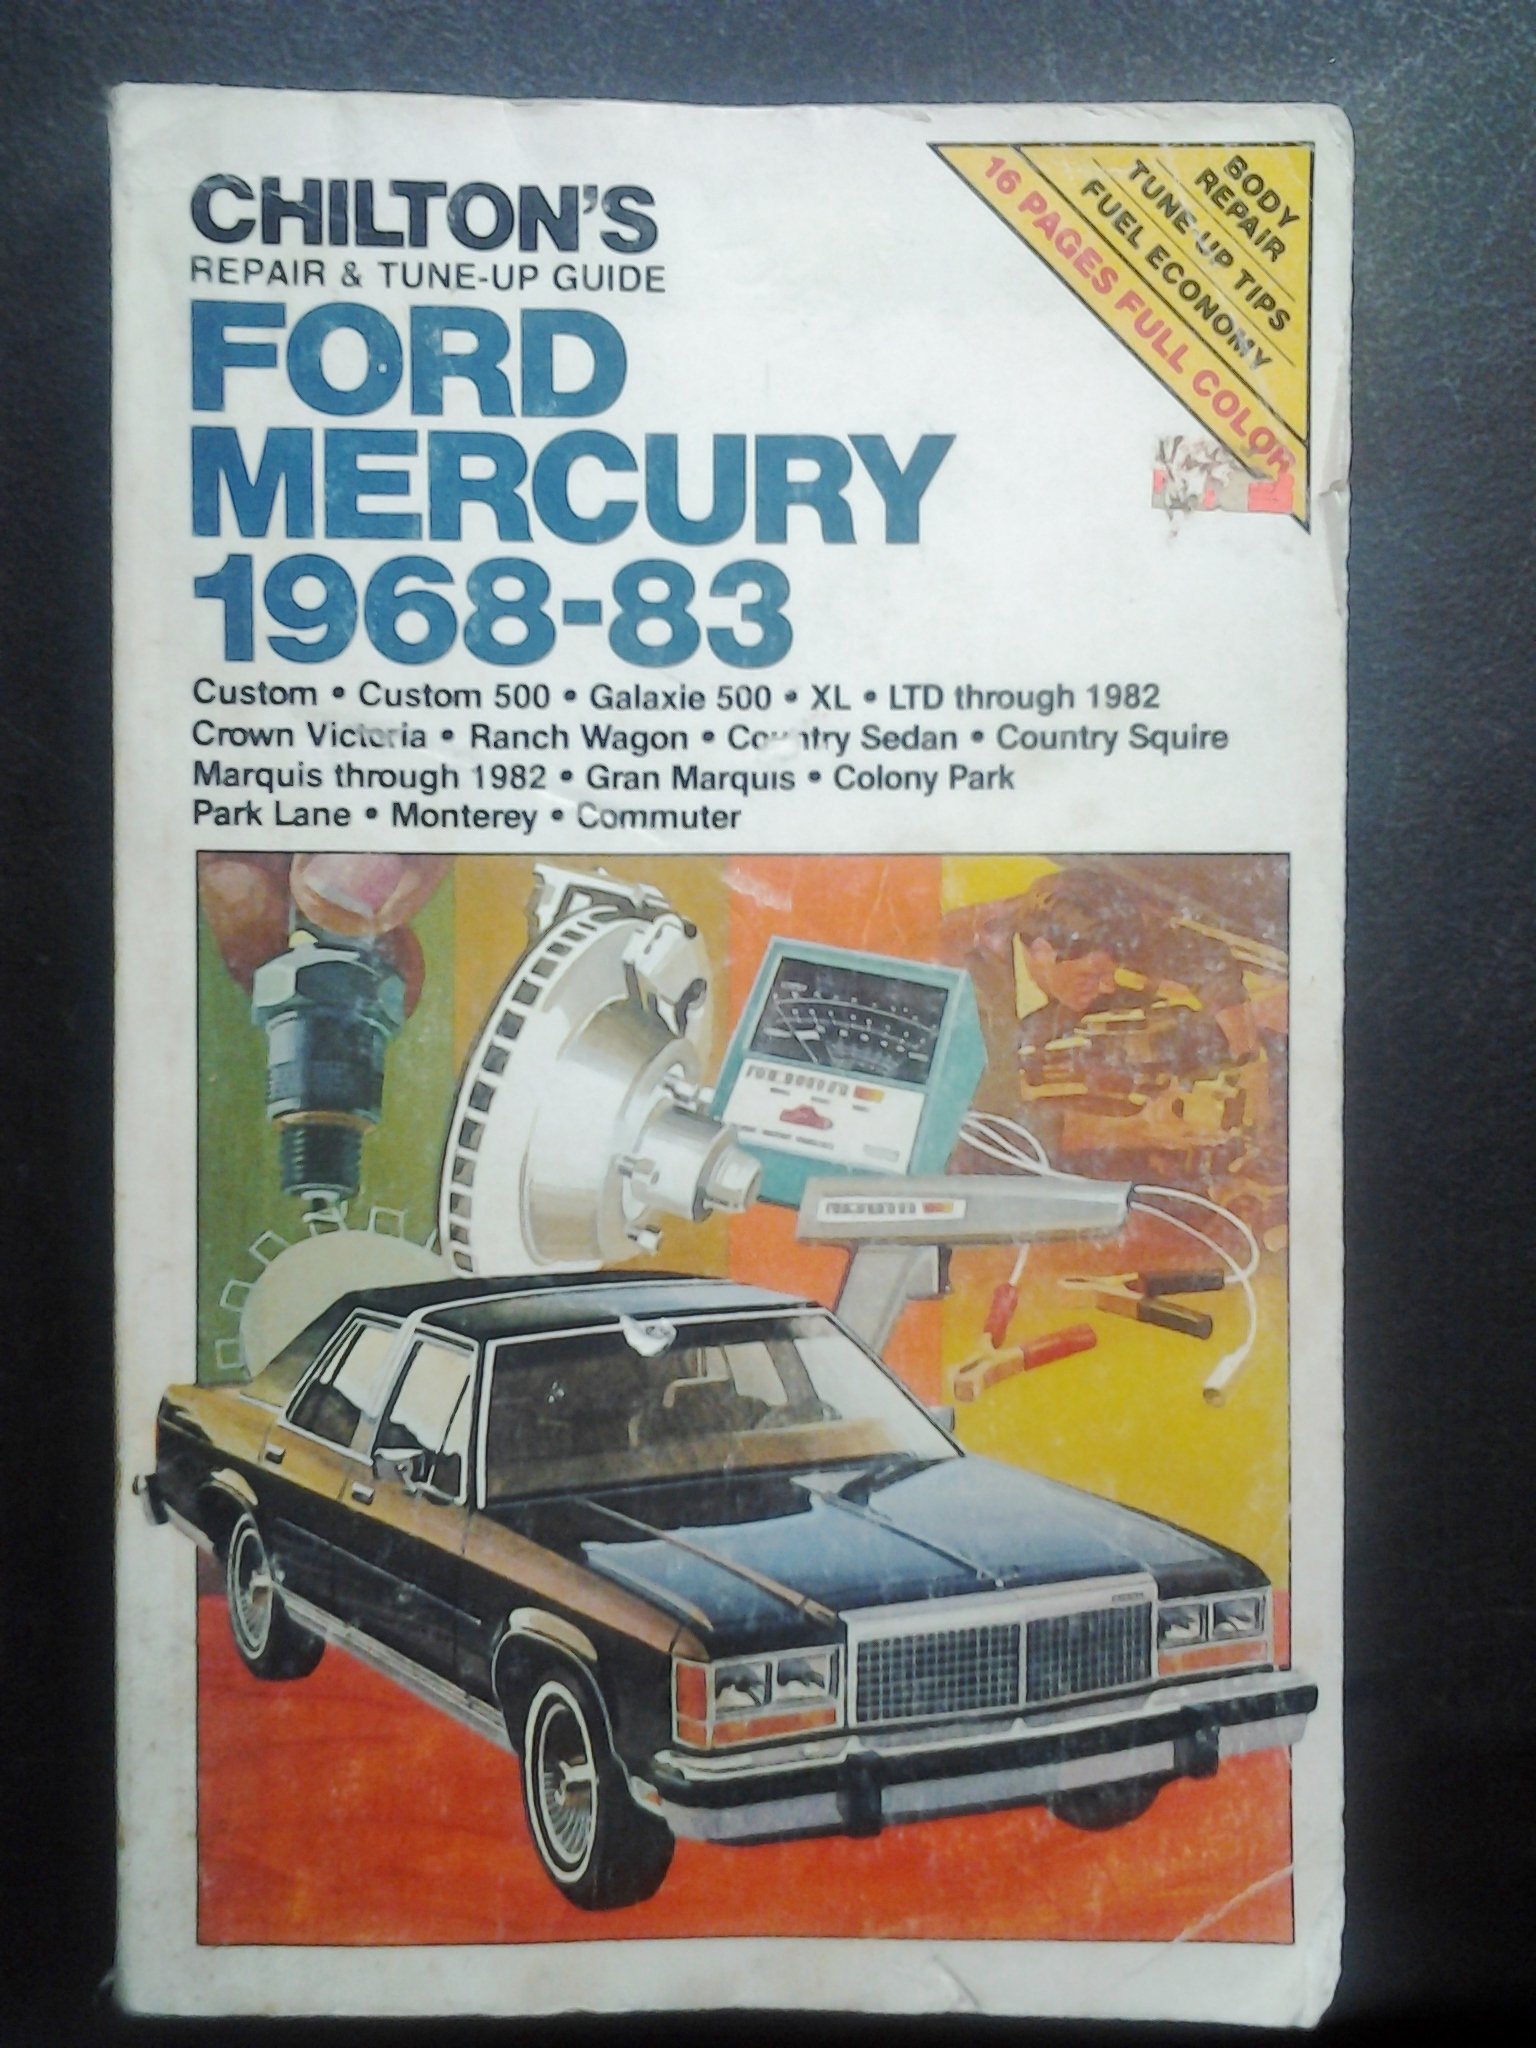 CHILTON'S
REPAIR & TUNE-UP GUIDE
FORD
MERCURY
1968-83
Custom • Custom 500 • Galaxie 500 • XL • LTD through 1982
Crown Victoria • Ranch Wagon • Country Sedan • Country Squire
Marquis through 1982 • Gran Marquis • Colony Park
Park Lane • Monterey • Commuter
BODY
REPAIR
TUNE-UP TIPS
FUEL ECONOMY
16 PAGES FULL COLOR